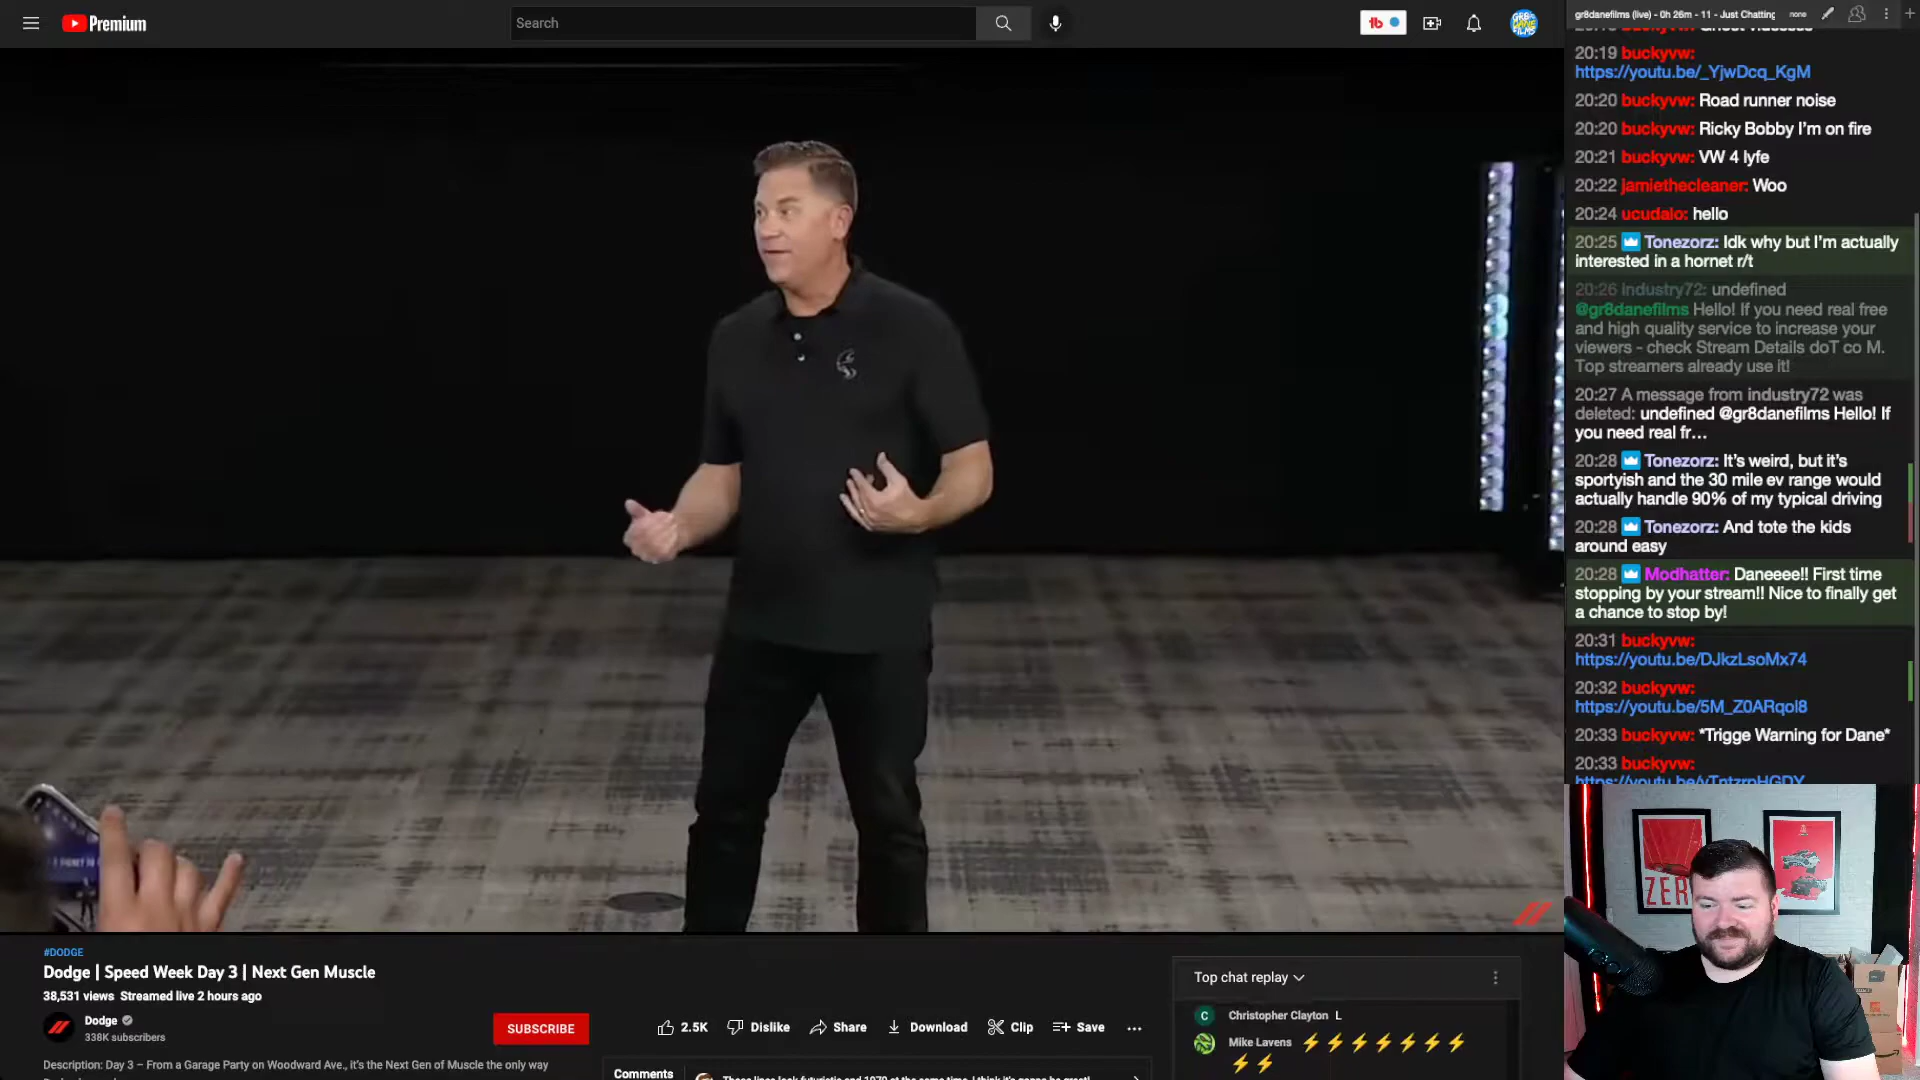 Premium
Search
gr8danefilms (live) - 0h 26m - 11 - Just Chatting
none
20:19 buckyvw:
https://youtu.be/_YjwDcq_KgM
20:20 buckyvw: Road runner noise
20:20 buckyvw: Ricky Bobby I'm on fire
20:21 buckyvw: VW 4 lyfe
20:22 jamiethecleaner: Woo
20:24 ucudaio: hello
20:25 Tonezorz: Idk why but I'm actually
interested in a hornet r/t
20:26 industry72: undefined
@gr8danefilms Hello! If you need real free
and high quality service to increase your
viewers - check Stream Details doT co M.
Top streamers already use it!
20:27 A message from industry72 was
deleted: undefined @gr8danefilms Hello! If
you need real fr...
20:28 Tonezorz: It's weird, but it's
sportyish and the 30 mile ev range would
actually handle 90% of my typical driving
20:28 Tonezorz: And tote the kids
around easy
20:28 Modhatter: Daneeee!! First time
stopping by your stream!! Nice to finally get
a chance to stop by!
20:31 buckyvw:
https://youtu.be/DJkzLsoMx74
20:32 buckyvw:
https://youtu.be/5M_Z0ARqol8
20:33 buckyvw: *Trigge Warning for Dane*
20:33 buckyvw:
ZER
#DODGE
Dodge | Speed Week Day 3 | Next Gen Muscle
38,531 views Streamed live 2 hours ago
Dodge
338K subscribers
SUBSCRIBE
2.5K Dislike Share Download Clip Save
Description: Day 3 – From a Garage Party on Woodward Ave., it's the Next Gen of Muscle the only way
Comments
Top chat replay
Christopher Clayton L
Mike Lavens